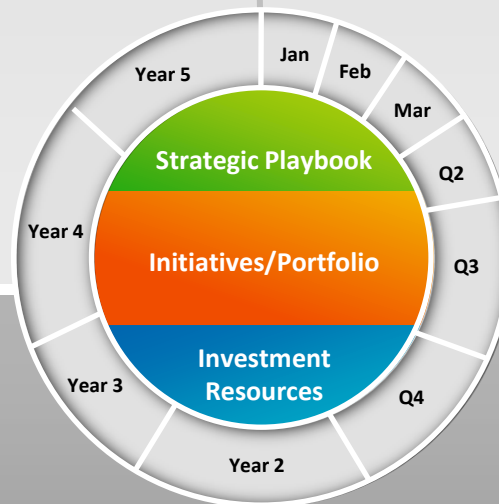 Jan
Feb
Mar
Q2
Q3
Q4
Year 2
Year 3
Year 4
Year 5
Strategic Playbook
Initiatives/Portfolio
Investment
Resources